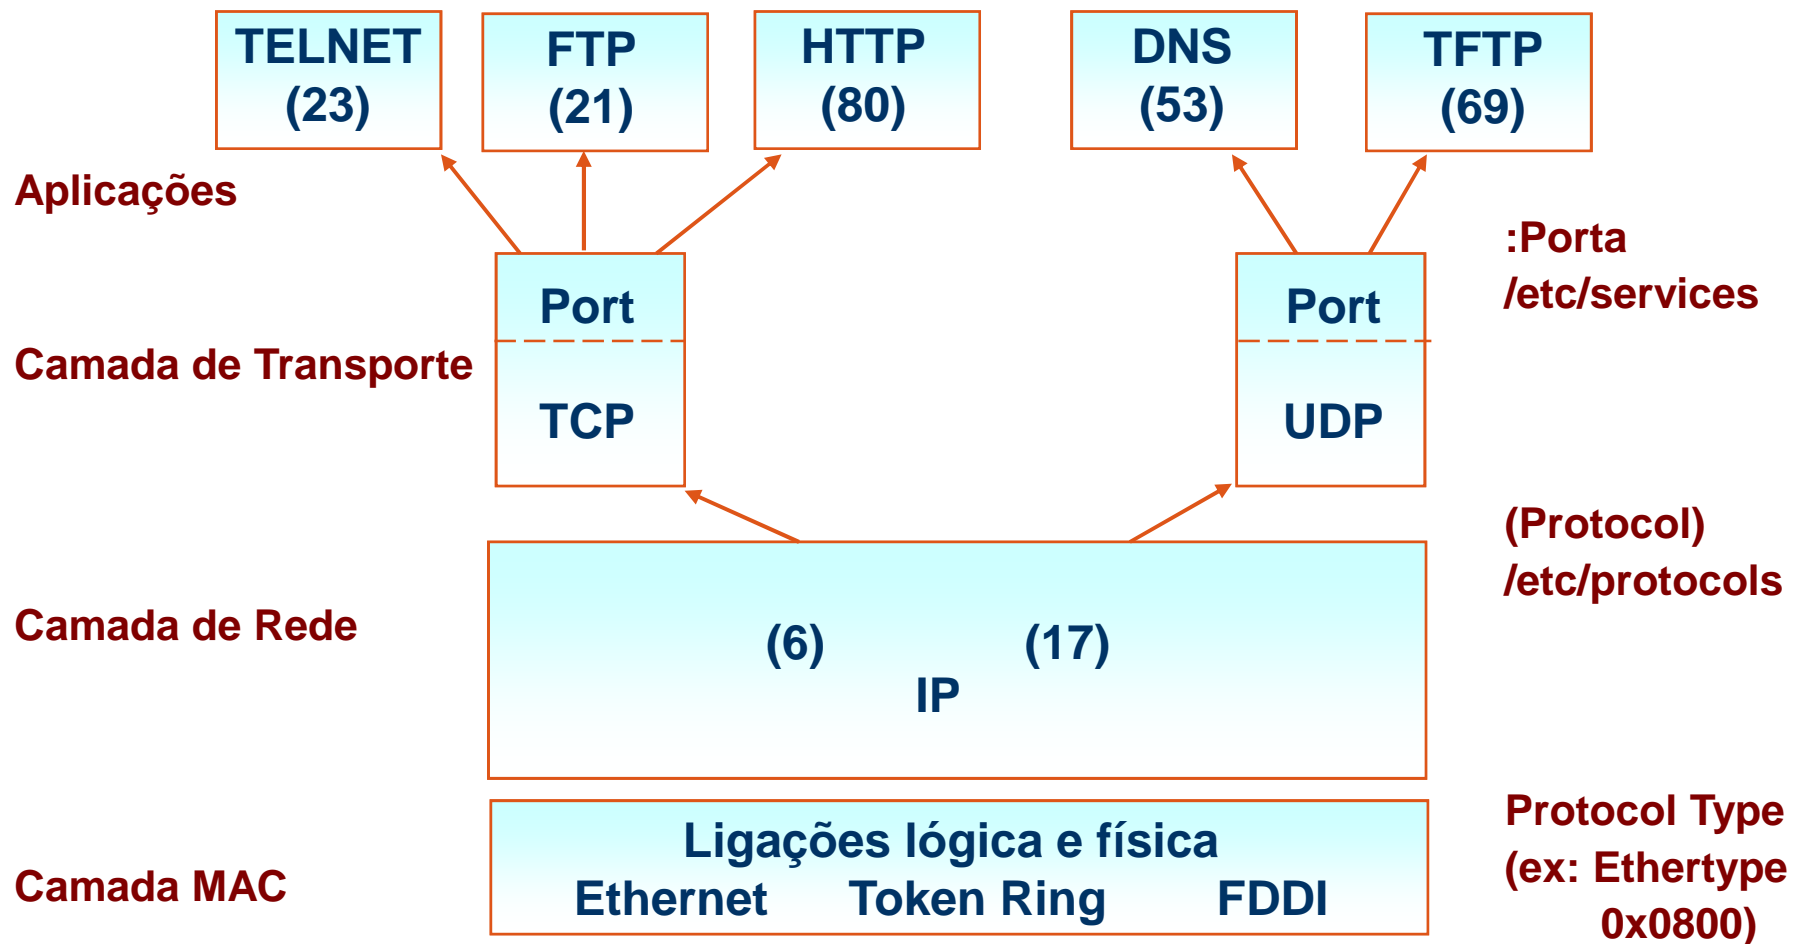 TELNET
(23)
FTP
(21)
HTTP
(80)
DNS
(53)
TFTP
(69)
Aplicações
:Porta
/etc/services
Port
Port
Camada de Transporte
TCP
UDP
(Protocol)
/etc/protocols
Camada de Rede
(6) (17)
IP
Protocol Type
(ex: Ethertype
0x0800)
Ligações lógica e física
Camada MAC
Ethernet Token Ring FDDI